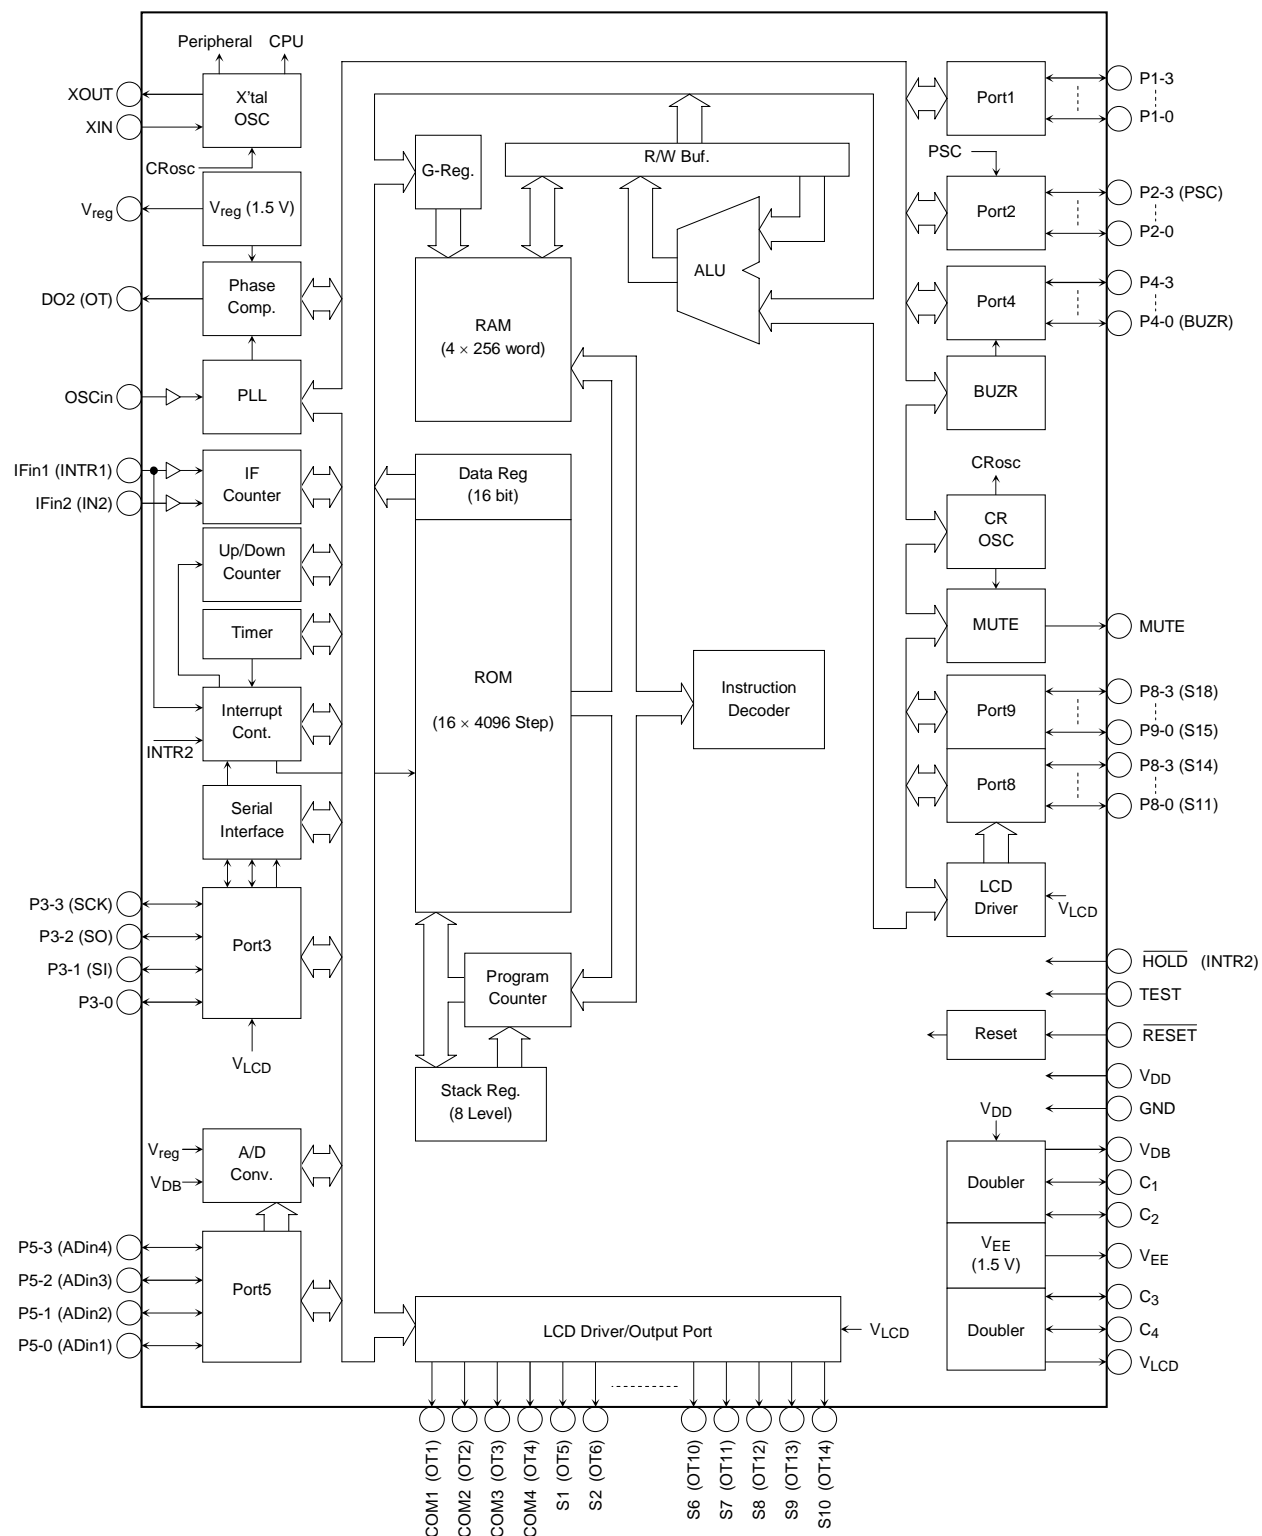 Peripheral CPU
XOUT
XIN
X'tal
OSC
CRosc
Vreg
Vreg (1.5 V)
DO2 (OT)
Phase
Comp.
OSCin
PLL
IFin1 (INTR1)
IFin2 (IN2)
IF
Counter
Up/Down
Counter
Timer
Interrupt
Cont.
INTR2
Serial
Interface
P3-3 (SCK)
P3-2 (SO)
P3-1 (SI)
P3-0
Port3
VLCD
Vreg
VDB
A/D
Conv.
P5-3 (ADin4)
P5-2 (ADin3)
P5-1 (ADin2)
P5-0 (ADin1)
Port5
G-Reg.
R/W Buf.
ALU
RAM
(4 × 256 word)
Data Reg
(16 bit)
ROM
(16 × 4096 Step)
Instruction
Decoder
Program
Counter
Stack Reg.
(8 Level)
LCD Driver/Output Port
VLCD
COM1 (OT1)
COM2 (OT2)
COM3 (OT3)
COM4 (OT4)
S1 (OT5)
S2 (OT6)
S6 (OT10)
S7 (OT11)
S8 (OT12)
S9 (OT13)
S10 (OT14)
Port1
P1-3
P1-0
PSC
Port2
P2-3 (PSC)
P2-0
Port4
P4-3
P4-0 (BUZR)
BUZR
CRosc
CR
OSC
MUTE
MUTE
Port9
P8-3 (S18)
P9-0 (S15)
Port8
P8-3 (S14)
P8-0 (S11)
LCD
Driver
VLCD
HOLD (INTR2)
TEST
Reset
RESET
VDD
GND
VDD
Doubler
VDB
C1
C2
VEE
(1.5 V)
VEE
Doubler
C3
C4
VLCD